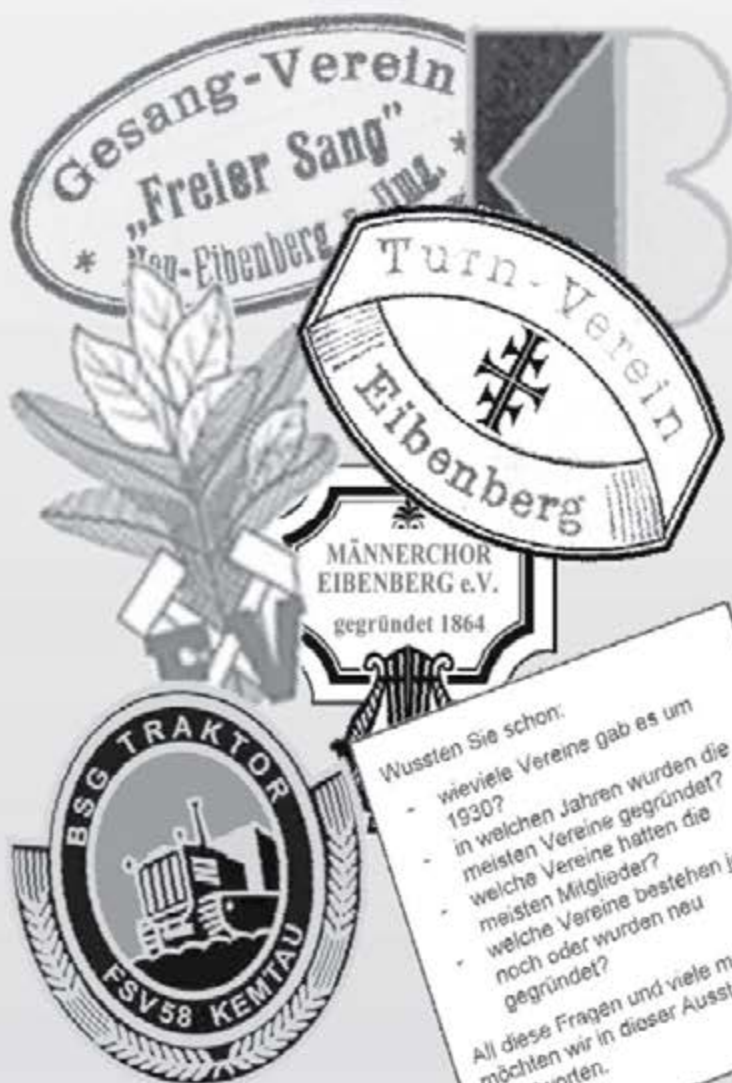 Gesang-Verein
„Freier Sang"
-Eibenberg Umg.
Turn-Verein
Eibenberg
MÄNNERCHOR
EIBENBERG e.V.
gegründet 1864
BSG TRAKTOR
FSV58 KEMTAU
Wussten Sie schon:
- wieviele Vereine gab es um
1930?
- in welchen Jahren wurden die
meisten Vereine gegründet?
- welche Vereine hatten die
meisten Mitglieder?
- welche Vereine bestehen j
noch oder wurden neu
gegründet?
All diese Fragen und viele m
möchten wir in dieser Ausst